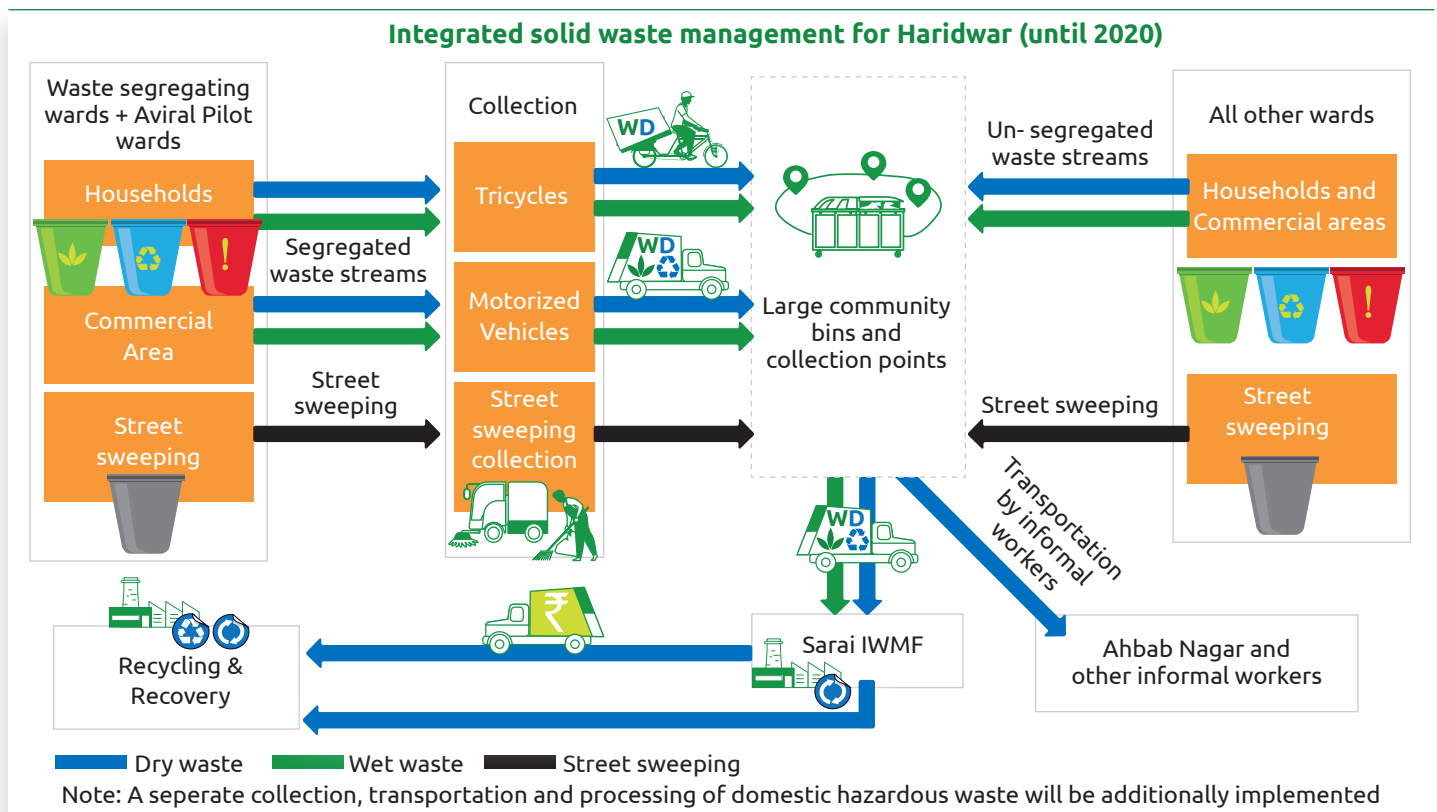 Integrated solid waste management for Haridwar (until 2020)
Waste segregating
wards + Aviral Pilot
wards
Households
Commercial
Area
Street
sweeping
Segregated
waste streams
Street
sweeping
Collection
Tricycles
Motorized
Vehicles
Street
sweeping
collection
WD
WD
Large community
bins and
collection points
Un- segregated
waste streams
Street sweeping
All other wards
Households and
Commercial areas
Street
sweeping
WD
Transportation
by informal
workers
₹
Recycling &
Recovery
Sarai IWMF
Ahbab Nagar and
other informal workers
Dry waste
Wet waste
Street sweeping
Note: A seperate collection, transportation and processing of domestic hazardous waste will be additionally implemented